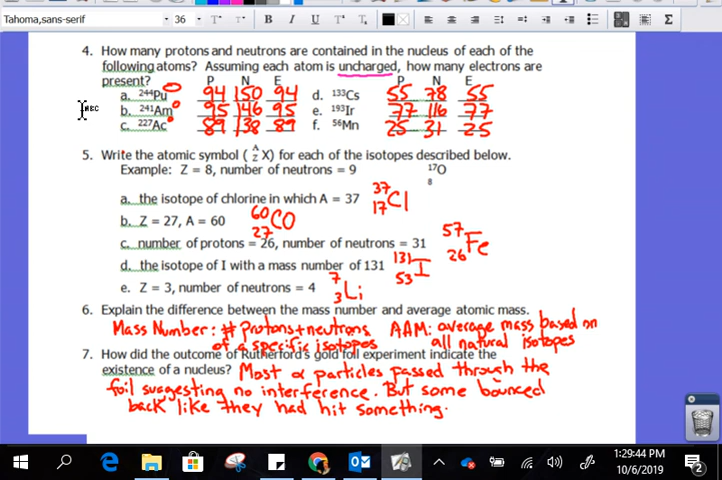 Tahoma,sans-serif 36 B I U T T
4. How many protons and neutrons are contained in the nucleus of each of the
following atoms? Assuming each atom is uncharged, how many electrons are
present? P N E P N E
a. 244Pu 94 150 94 d. 133Cs 55 78 55
b. 241Am 95 146 95 e. 193Ir 77 116 77
c. 227Ac 89 138 89 f. 56Mn 25 31 25
ABC
5. Write the atomic symbol ( A Z X) for each of the isotopes described below.
Example: Z = 8, number of neutrons = 9 17O
8
a. the isotope of chlorine in which A = 37 37 17 Cl
b. Z = 27, A = 60 60 27 CO
c. number of protons = 26, number of neutrons = 31 57 26 Fe
d. the isotope of I with a mass number of 131 131 53 I
e. Z = 3, number of neutrons = 4 7 3 Li
6. Explain the difference between the mass number and average atomic mass.
Mass Number: # Protons+neutrons AAM: average mass based on
of a specific isotopes all natural isotopes
7. How did the outcome of Rutherford's gold foil experiment indicate the
existence of a nucleus? Most α particles passed through the
foil suggesting no interference. But some bounced
back like they had hit something.
1:29:44 PM
10/6/2019
2